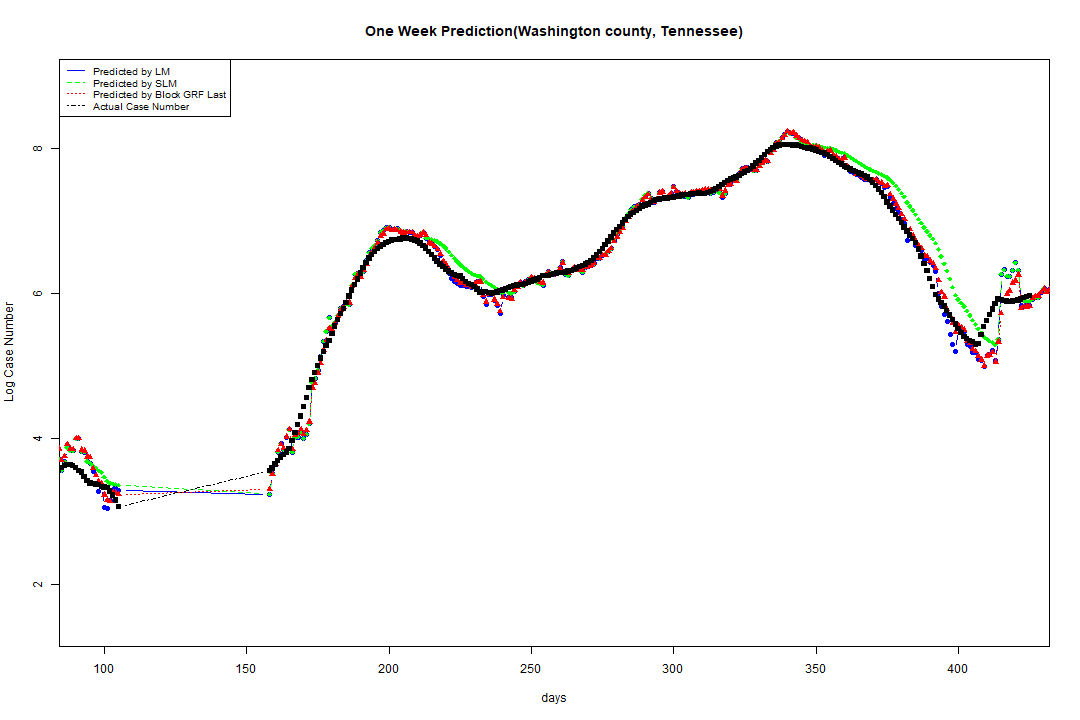 One Week Prediction(Washington county, Tennessee)
Predicted by LM
Predicted by SLM
Predicted by Block GRF Last
Actual Case Number
8
6
4
2
Log Case Number
100 150 200 250 300 350 400
days